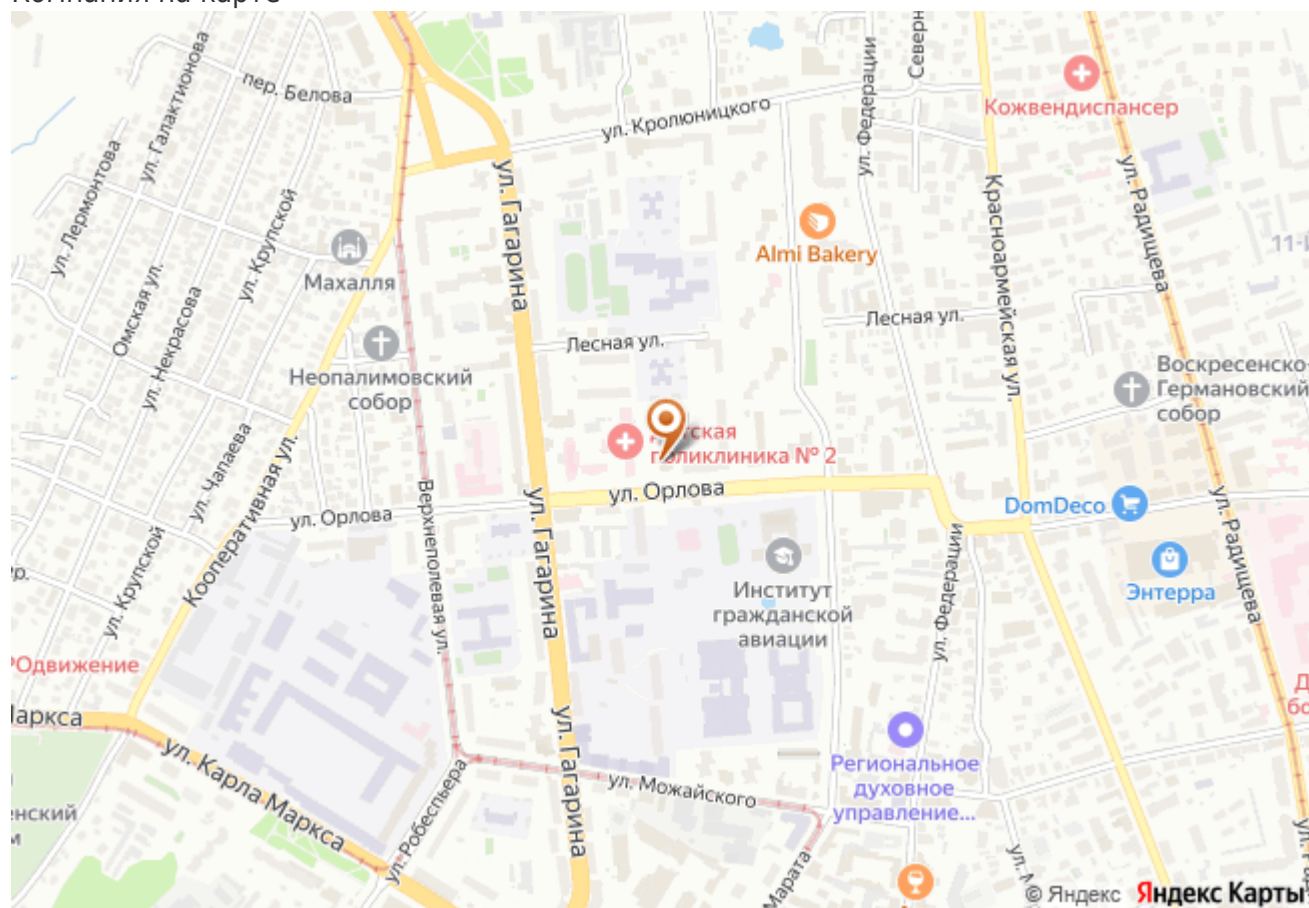 Компания на карте
пер. Белова
ул. Галактионова
ул. Лермонтова
ул. Крупской
Омская ул.
ул. Некрасова
ул. Чапаева
ул. Крупской
Кооперативная ул.
Махалля
Неопалимовский
собор
ул. Кролюницкого
ул. Гагарина
ул. Федерации
Almi Bakery
Кожвендиспансер
Красноармейская ул.
ул. Радищева
Лесная ул.
Лесная ул.
Воскресенско-
Германовский
собор
поликлиника № 2
ул. Орлова
ул. Орлова
Верхнеполевая ул.
ул. Гагарина
DomDeco
Энтерра
ул. Радищева
Институт
гражданской
авиации
ул. Федерации
ул. Гагарина
ул. Карла Маркса
ул. Робеспьера
ул. Можайского
Марата
Региональное
духовное
управление...
© Яндекс Яндекс Карты